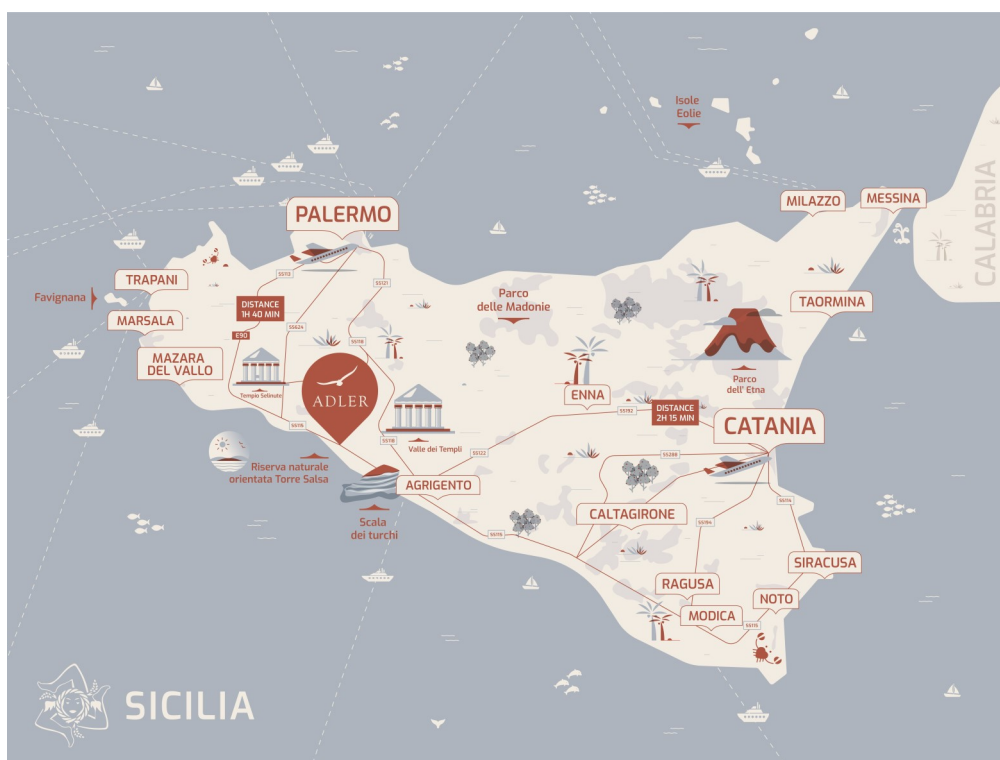 Isole
Eolie
CALABRIA
MILAZZO
MESSINA
PALERMO
TRAPANI
Favignana
MARSALA
MAZARA
DEL VALLO
SS113
SS121
DISTANCE
1H 40 MIN
SS624
E90
SS118
Parco
delle Madonie
TAORMINA
Parco
dell' Etna
Tempio Selinute
ADLER
ENNA
SS192
DISTANCE
2H 15 MIN
CATANIA
SS116
SS118
Valle dei Templi
SS122
SS288
Riserva naturale
orientata Torre Salsa
AGRIGENTO
Scala
dei turchi
SS115
CALTAGIRONE
SS194
SS114
SIRACUSA
RAGUSA
NOTO
MODICA
SS115
SICILIA